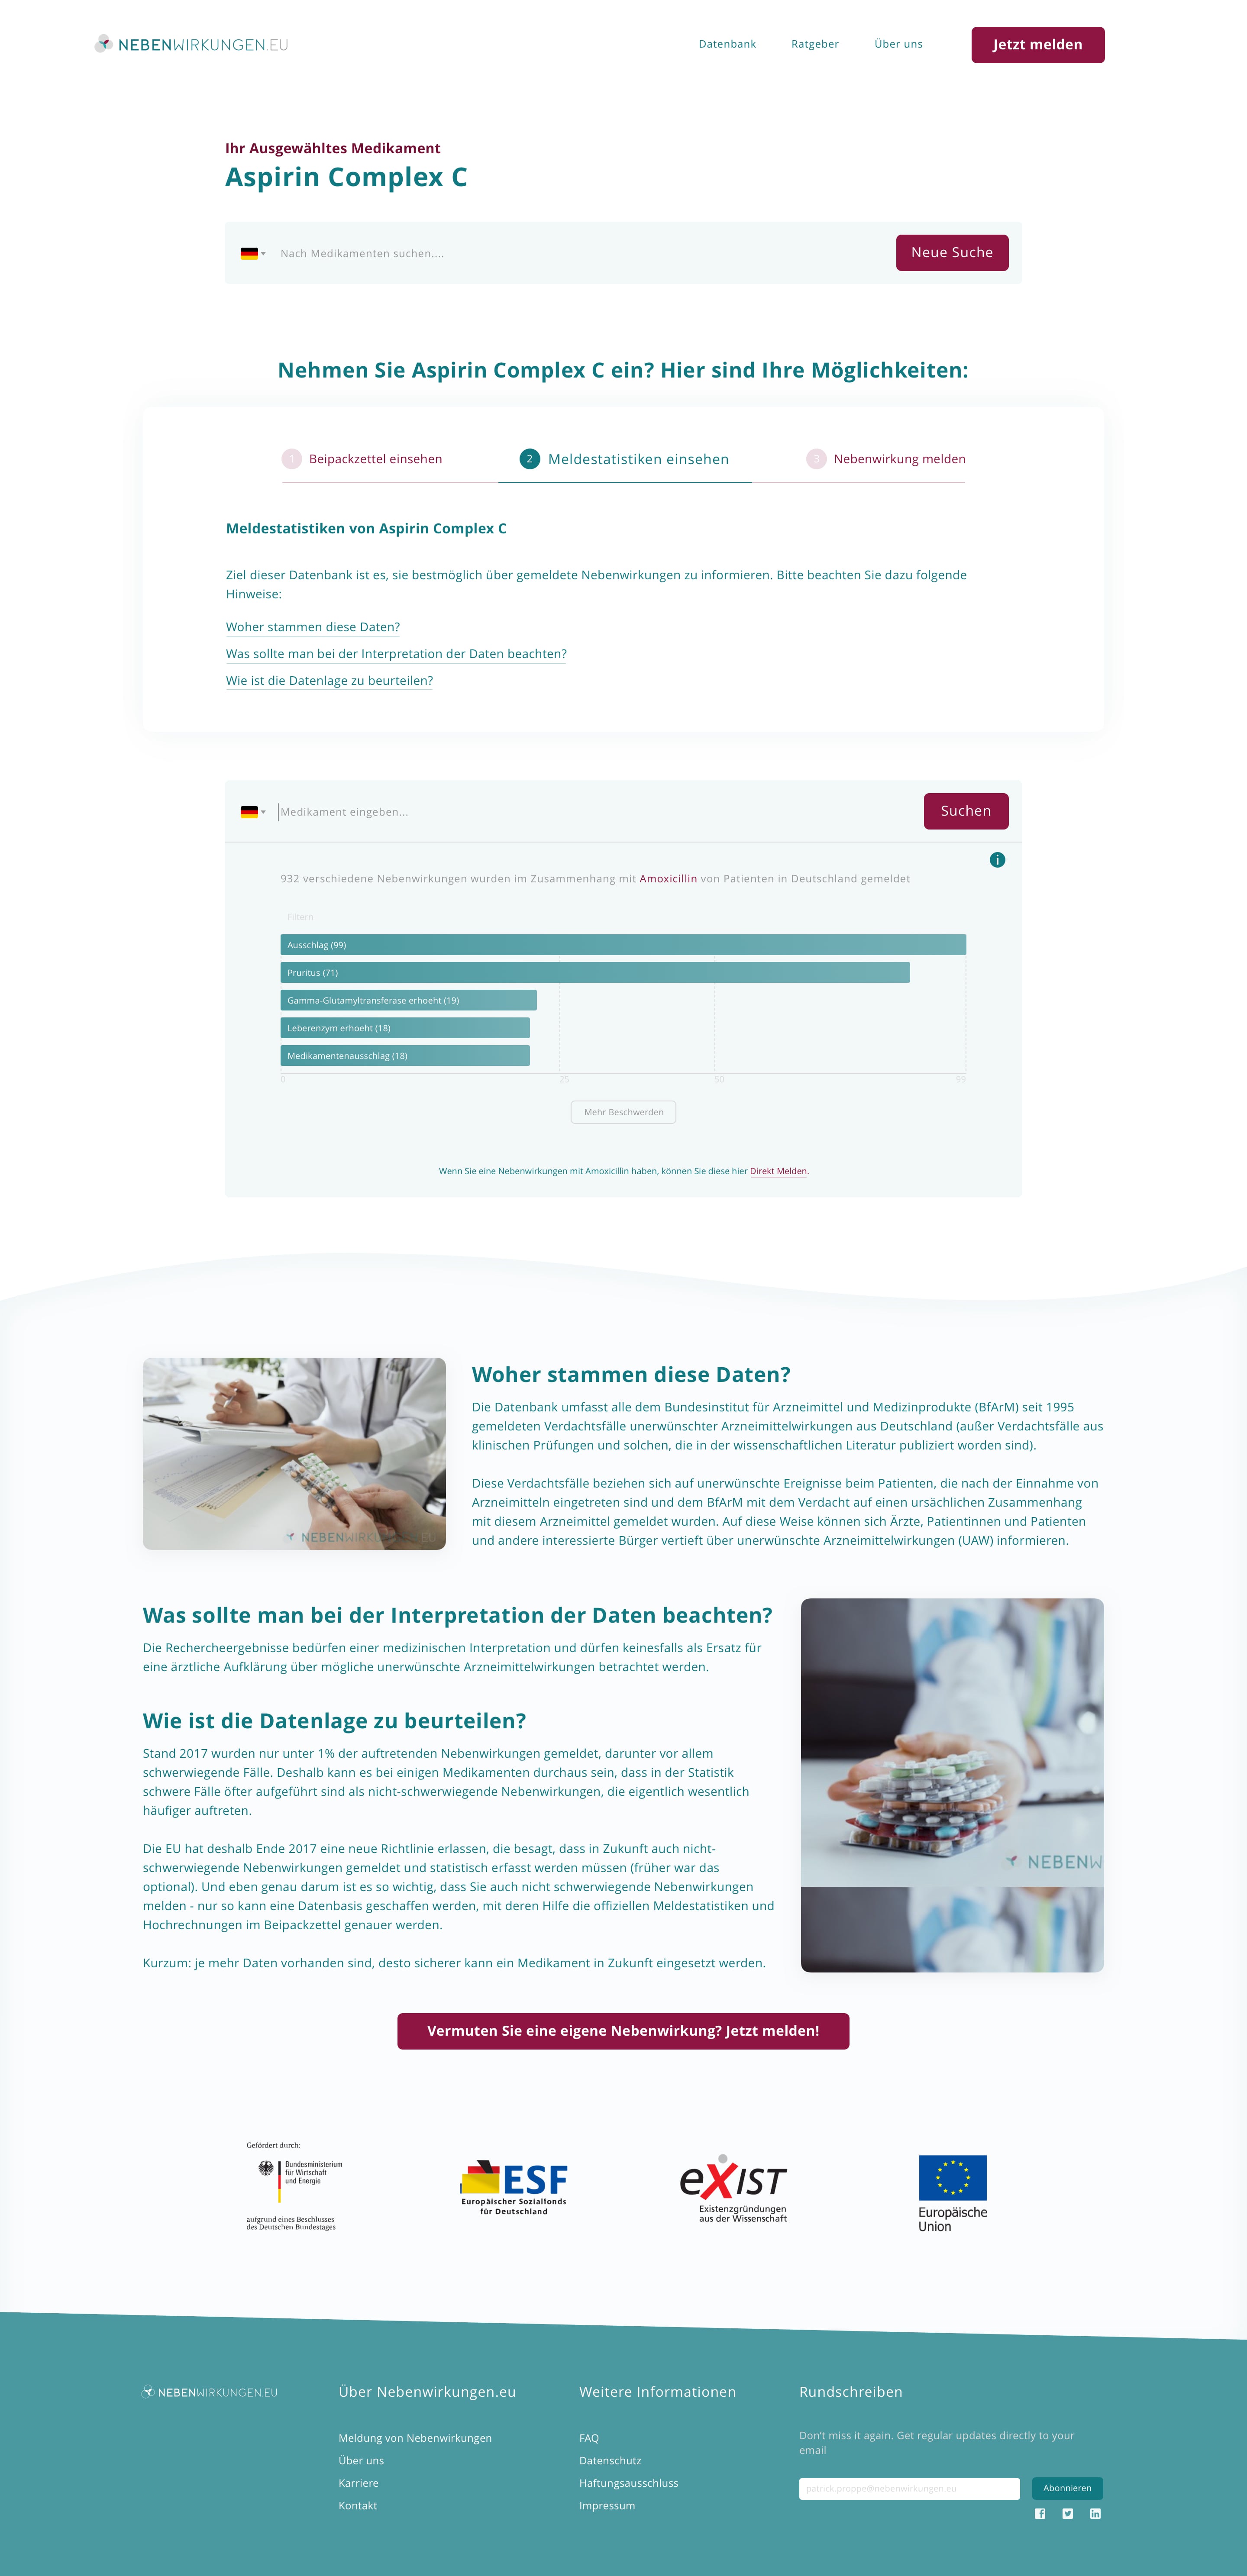 NEBENWIRKUNGEN.EU
Datenbank
Ratgeber
Über uns
Jetzt melden
Ihr Ausgewähltes Medikament
Aspirin Complex C
Nach Medikamenten suchen....
Neue Suche
Nehmen Sie Aspirin Complex C ein? Hier sind Ihre Möglichkeiten:
1 Beipackzettel einsehen
2 Meldestatistiken einsehen
3 Nebenwirkung melden
Meldestatistiken von Aspirin Complex C
Ziel dieser Datenbank ist es, sie bestmöglich über gemeldete Nebenwirkungen zu informieren. Bitte beachten Sie dazu folgende
Hinweise:
Woher stammen diese Daten?
Was sollte man bei der Interpretation der Daten beachten?
Wie ist die Datenlage zu beurteilen?
Medikament eingeben...
Suchen
i
932 verschiedene Nebenwirkungen wurden im Zusammenhang mit Amoxicillin von Patienten in Deutschland gemeldet
Filtern
Ausschlag (99)
Pruritus (71)
Gamma-Glutamyltransferase erhoeht (19)
Leberenzym erhoeht (18)
Medikamentenausschlag (18)
0
25
50
99
Mehr Beschwerden
Wenn Sie eine Nebenwirkungen mit Amoxicillin haben, können Sie diese hier Direkt Melden.
Woher stammen diese Daten?
Die Datenbank umfasst alle dem Bundesinstitut für Arzneimittel und Medizinprodukte (BfArM) seit 1995
gemeldeten Verdachtsfälle unerwünschter Arzneimittelwirkungen aus Deutschland (außer Verdachtsfälle aus
klinischen Prüfungen und solchen, die in der wissenschaftlichen Literatur publiziert worden sind).
Diese Verdachtsfälle beziehen sich auf unerwünschte Ereignisse beim Patienten, die nach der Einnahme von
Arzneimitteln eingetreten sind und dem BfArM mit dem Verdacht auf einen ursächlichen Zusammenhang
mit diesem Arzneimittel gemeldet wurden. Auf diese Weise können sich Ärzte, Patientinnen und Patienten
und andere interessierte Bürger vertieft über unerwünschte Arzneimittelwirkungen (UAW) informieren.
NEBENWIRKUNGEN.EU
Was sollte man bei der Interpretation der Daten beachten?
Die Rechercheergebnisse bedürfen einer medizinischen Interpretation und dürfen keinesfalls als Ersatz für
eine ärztliche Aufklärung über mögliche unerwünschte Arzneimittelwirkungen betrachtet werden.
Wie ist die Datenlage zu beurteilen?
Stand 2017 wurden nur unter 1% der auftretenden Nebenwirkungen gemeldet, darunter vor allem
schwerwiegende Fälle. Deshalb kann es bei einigen Medikamenten durchaus sein, dass in der Statistik
schwere Fälle öfter aufgeführt sind als nicht-schwerwiegende Nebenwirkungen, die eigentlich wesentlich
häufiger auftreten.
Die EU hat deshalb Ende 2017 eine neue Richtlinie erlassen, die besagt, dass in Zukunft auch nicht-
schwerwiegende Nebenwirkungen gemeldet und statistisch erfasst werden müssen (früher war das
optional). Und eben genau darum ist es so wichtig, dass Sie auch nicht schwerwiegende Nebenwirkungen
melden - nur so kann eine Datenbasis geschaffen werden, mit deren Hilfe die offiziellen Meldestatistiken und
Hochrechnungen im Beipackzettel genauer werden.
Kurzum: je mehr Daten vorhanden sind, desto sicherer kann ein Medikament in Zukunft eingesetzt werden.
NEBENW
Vermuten Sie eine eigene Nebenwirkung? Jetzt melden!
Gefördert durch:
Bundesministerium
für Wirtschaft
und Energie
aufgrund eines Beschlusses
des Deutschen Bundestages
ESF
Europäischer Sozialfonds
für Deutschland
eXIST
Existenzgründungen
aus der Wissenschaft
Europäische
Union
NEBENWIRKUNGEN.EU
Über Nebenwirkungen.eu
Meldung von Nebenwirkungen
Über uns
Karriere
Kontakt
Weitere Informationen
FAQ
Datenschutz
Haftungsausschluss
Impressum
Rundschreiben
Don't miss it again. Get regular updates directly to your
email
patrick.proppe@nebenwirkungen.eu
Abonnieren